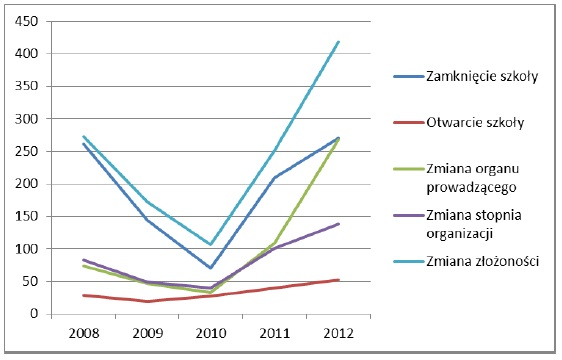 450
400
350
300
250
200
150
100
50
0
2008 2009 2010 2011 2012
Zamknięcie szkoły
Otwarcie szkoły
Zmiana organu
prowadzącego
Zmiana stopnia
organizacji
Zmiana złożoności